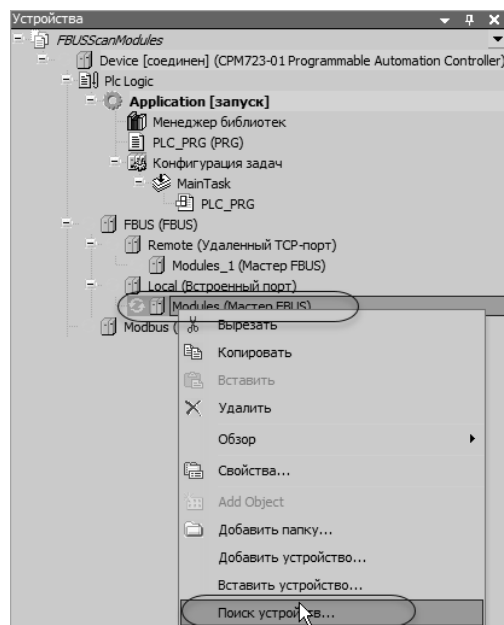 Устройства
FBUSScanModules
Device [соединен] (CPM723-01 Programmable Automation Controller)
Plc Logic
Application [запуск]
Менеджер библиотек
PLC_PRG (PRG)
Конфигурация задач
MainTask
PLC_PRG
FBUS (FBUS)
Remote (Удаленный TCP-порт)
Modules_1 (Мастер FBUS)
Local (Встроенный порт)
Modules (Мастер FBUS)
Modbus (
Вырезать
Копировать
Вставить
Удалить
Обзор
Свойства...
Add Object
Добавить папку...
Добавить устройство...
Вставить устройство...
Поиск устройств...